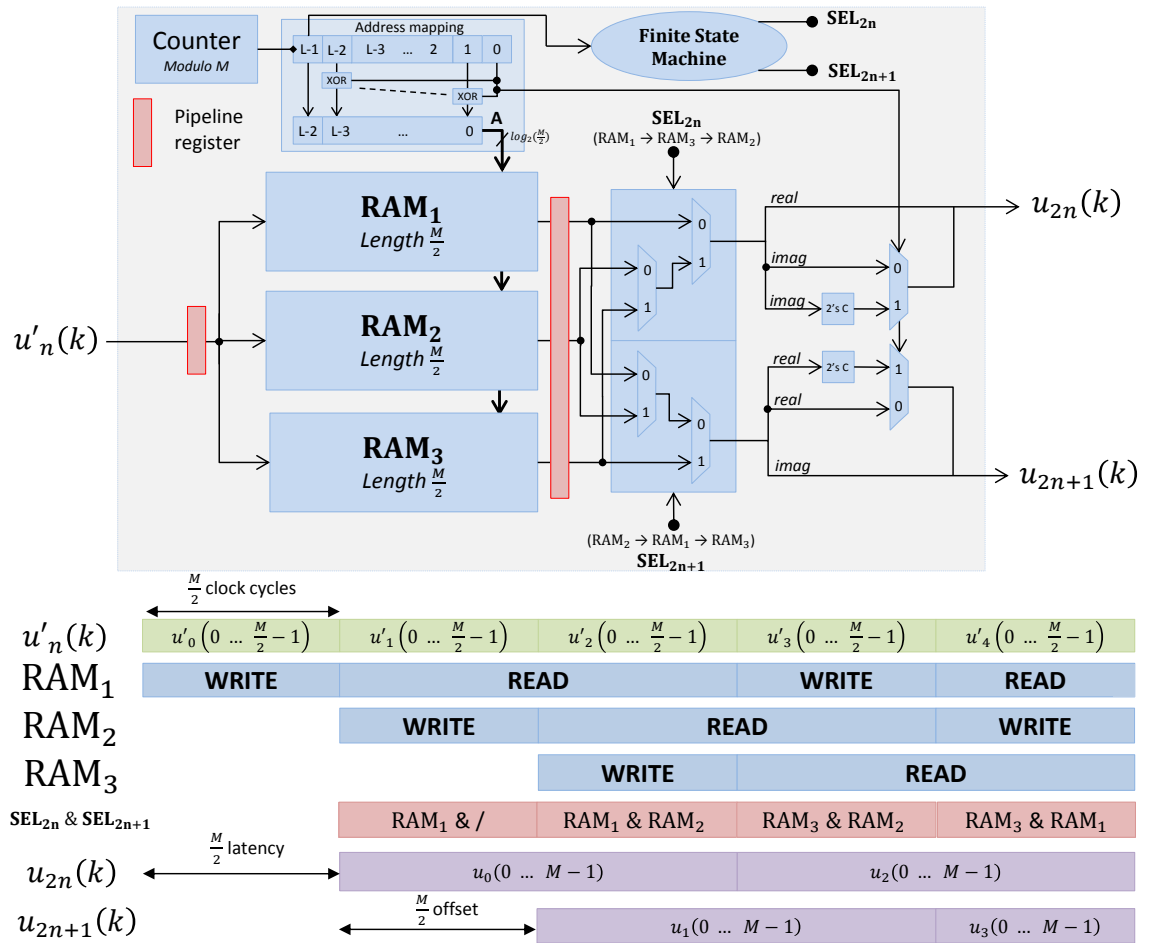 Counter
Modulo M
Address mapping
L-1 L-2 L-3 ... 2 1 0
XOR
XOR
L-2 L-3 ... 0
A
log₂(M/2)
Finite State
Machine
SEL₂ₙ
SEL₂ₙ₊₁
Pipeline
register
SEL₂ₙ
(RAM₁ → RAM₃ → RAM₂)
RAM₁
Length M/2
RAM₂
Length M/2
RAM₃
Length M/2
u'ₙ(k)
0
1
0
1
0
1
0
1
real
imag
imag
2's C
0
1
u₂ₙ(k)
real
2's C
real
imag
1
0
u₂ₙ₊₁(k)
(RAM₂ → RAM₁ → RAM₃)
SEL₂ₙ₊₁
M/2 clock cycles
u'ₙ(k) u'₀(0 ... M/2 − 1) u'₁(0 ... M/2 − 1) u'₂(0 ... M/2 − 1) u'₃(0 ... M/2 − 1) u'₄(0 ... M/2 − 1)
RAM₁ WRITE READ WRITE READ
RAM₂ WRITE READ WRITE
RAM₃ WRITE READ
SEL₂ₙ & SEL₂ₙ₊₁ RAM₁ & / RAM₁ & RAM₂ RAM₃ & RAM₂ RAM₃ & RAM₁
M/2 latency
u₂ₙ(k) u₀(0 ... M − 1) u₂(0 ... M − 1)
M/2 offset
u₂ₙ₊₁(k) u₁(0 ... M − 1) u₃(0 ... M − 1)